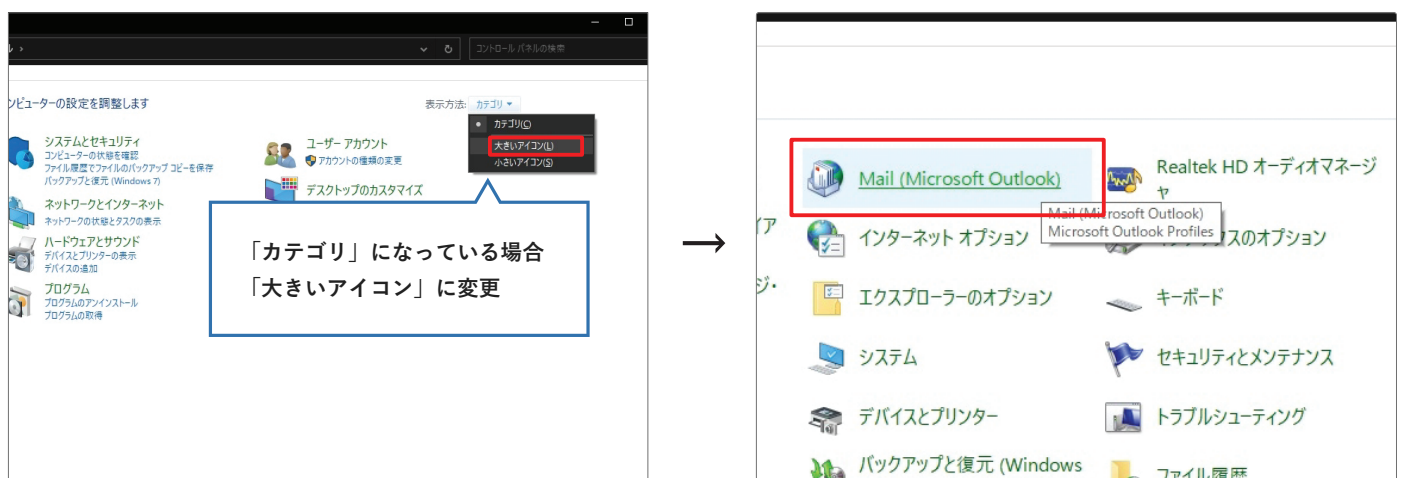 コントロール パネルの検索
ンピューターの設定を調整します
表示方法: カテゴリ
カテゴリ(C)
大きいアイコン(L)
小さいアイコン(S)
システムとセキュリティ
コンピューターの状態を確認
ファイル履歴でファイルのバックアップ コピーを保存
バックアップと復元 (Windows 7)
ネットワークとインターネット
ネットワークの状態とタスクの表示
ハードウェアとサウンド
デバイスとプリンターの表示
デバイスの追加
プログラム
プログラムのアンインストール
プログラムの取得
ユーザー アカウント
アカウントの種類の変更
デスクトップのカスタマイズ
「カテゴリ」になっている場合
「大きいアイコン」に変更
→
Mail (Microsoft Outlook)
Realtek HD オーディオマネージ
ャ
Mail (Microsoft Outlook)
Microsoft Outlook Profiles
イア
インターネット オプション
スのオプション
ジ・
エクスプローラーのオプション
キーボード
システム
セキュリティとメンテナンス
デバイスとプリンター
トラブルシューティング
バックアップと復元 (Windows
ファイル履歴